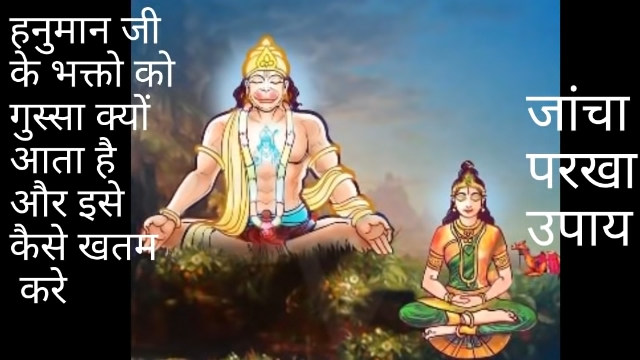 हनुमान जी
के भक्तो को
गुस्सा क्यों
आता है
और इसे
कैसे खतम
करे
जांचा
परखा
उपाय